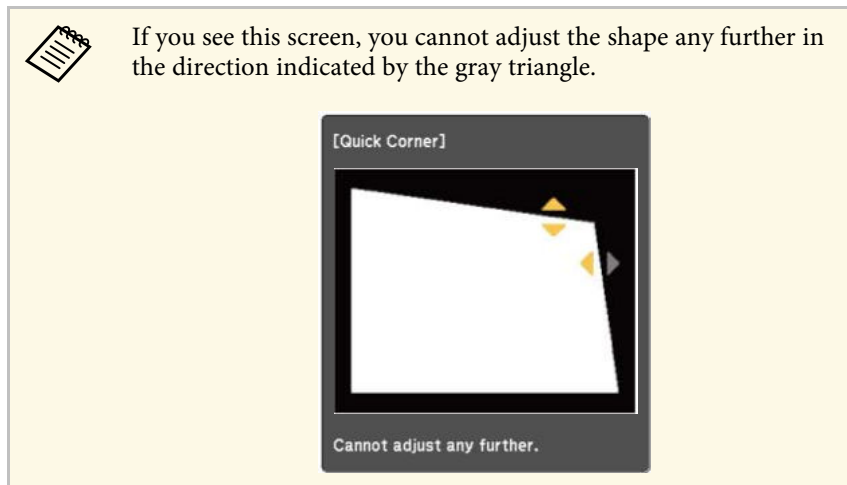 If you see this screen, you cannot adjust the shape any further in
the direction indicated by the gray triangle.
[Quick Corner]
Cannot adjust any further.